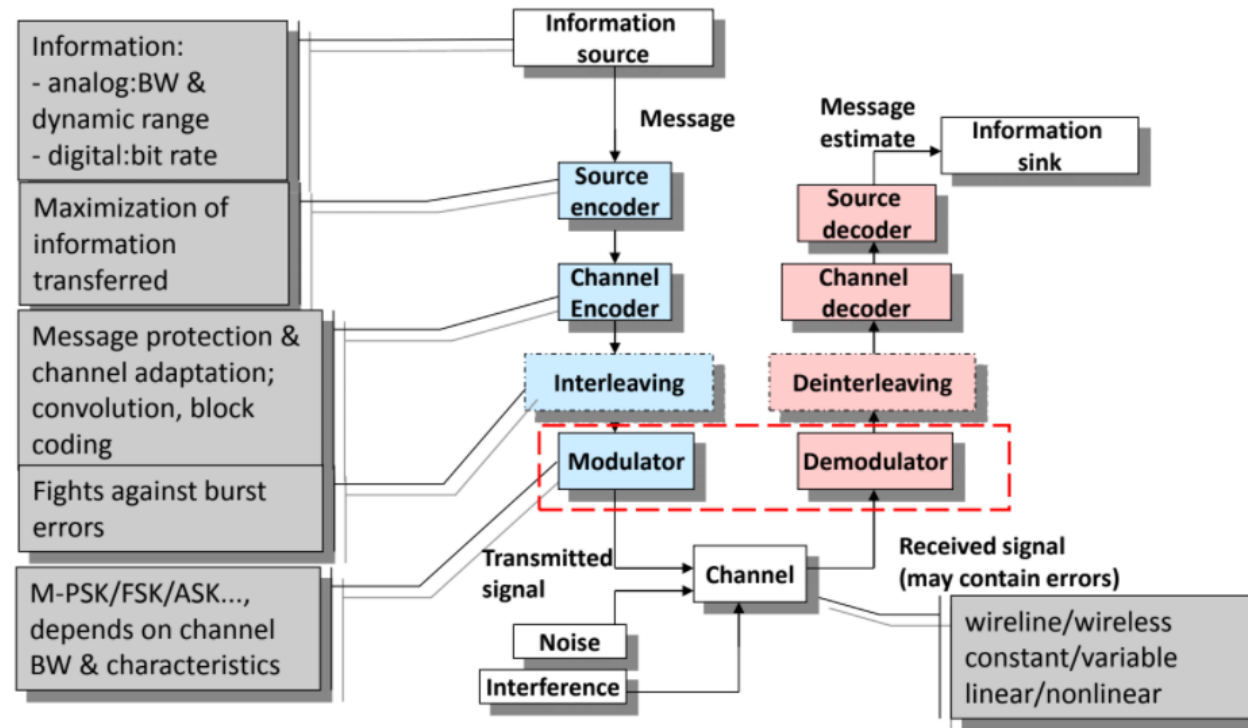 Information:
- analog:BW &
dynamic range
- digital:bit rate
Maximization of
information
transferred
Message protection &
channel adaptation;
convolution, block
coding
Fights against burst
errors
M-PSK/FSK/ASK...,
depends on channel
BW & characteristics
Information
source
Message
Source
encoder
Channel
Encoder
Interleaving
Modulator
Transmitted
signal
Noise
Interference
Channel
Message
estimate
Information
sink
Source
decoder
Channel
decoder
Deinterleaving
Demodulator
Received signal
(may contain errors)
wireline/wireless
constant/variable
linear/nonlinear